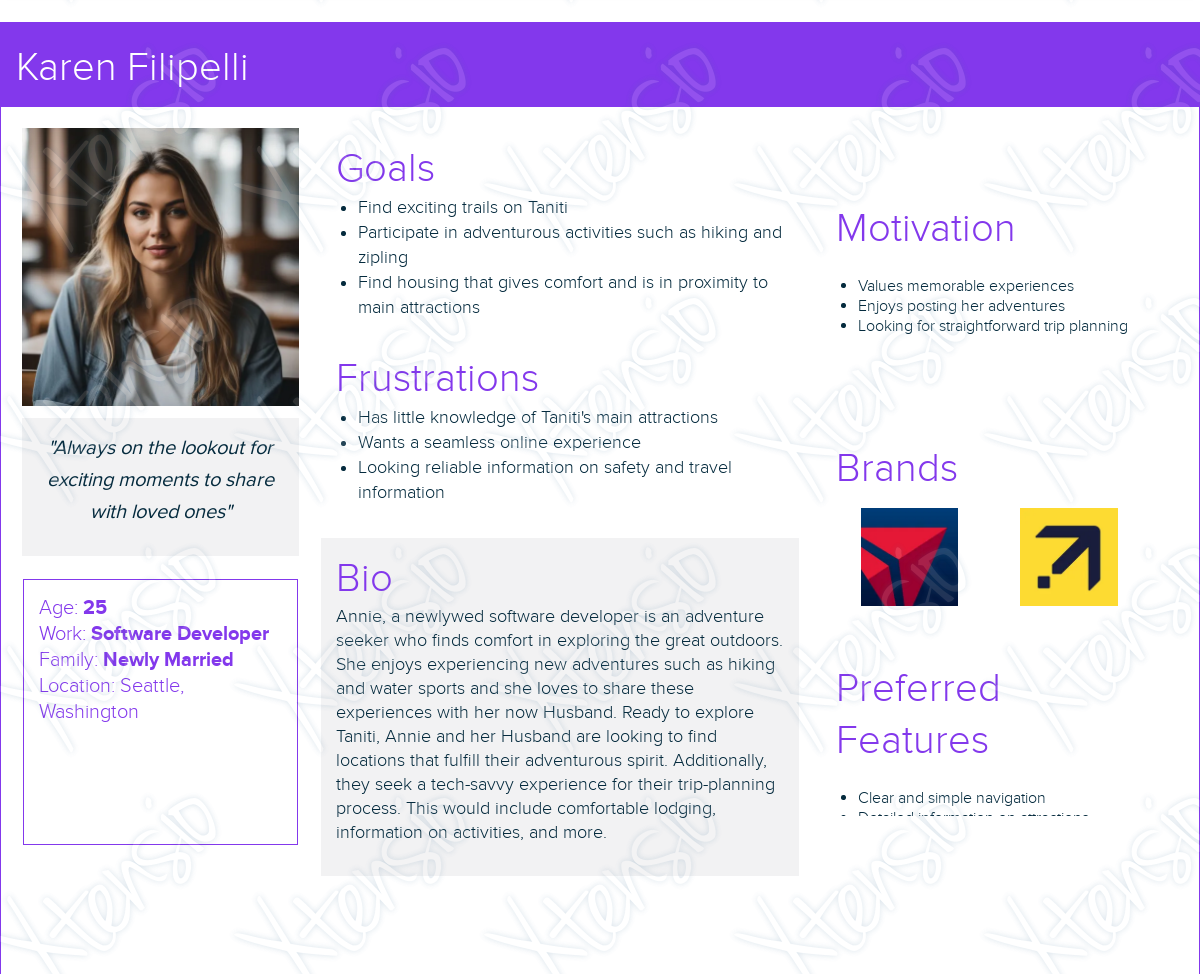 Karen Filipelli
"Always on the lookout for
exciting moments to share
with loved ones"
Age: 25
Work: Software Developer
Family: Newly Married
Location: Seattle,
Washington
Goals
Find exciting trails on Taniti
Participate in adventurous activities such as hiking and
zipling
Find housing that gives comfort and is in proximity to
main attractions
Frustrations
Has little knowledge of Taniti's main attractions
Wants a seamless online experience
Looking reliable information on safety and travel
information
Bio
Annie, a newlywed software developer is an adventure
seeker who finds comfort in exploring the great outdoors.
She enjoys experiencing new adventures such as hiking
and water sports and she loves to share these
experiences with her now Husband. Ready to explore
Taniti, Annie and her Husband are looking to find
locations that fulfill their adventurous spirit. Additionally,
they seek a tech-savvy experience for their trip-planning
process. This would include comfortable lodging,
information on activities, and more.
Motivation
Values memorable experiences
Enjoys posting her adventures
Looking for straightforward trip planning
Brands
Preferred
Features
Clear and simple navigation
Detailed information on attractions
Xtensio